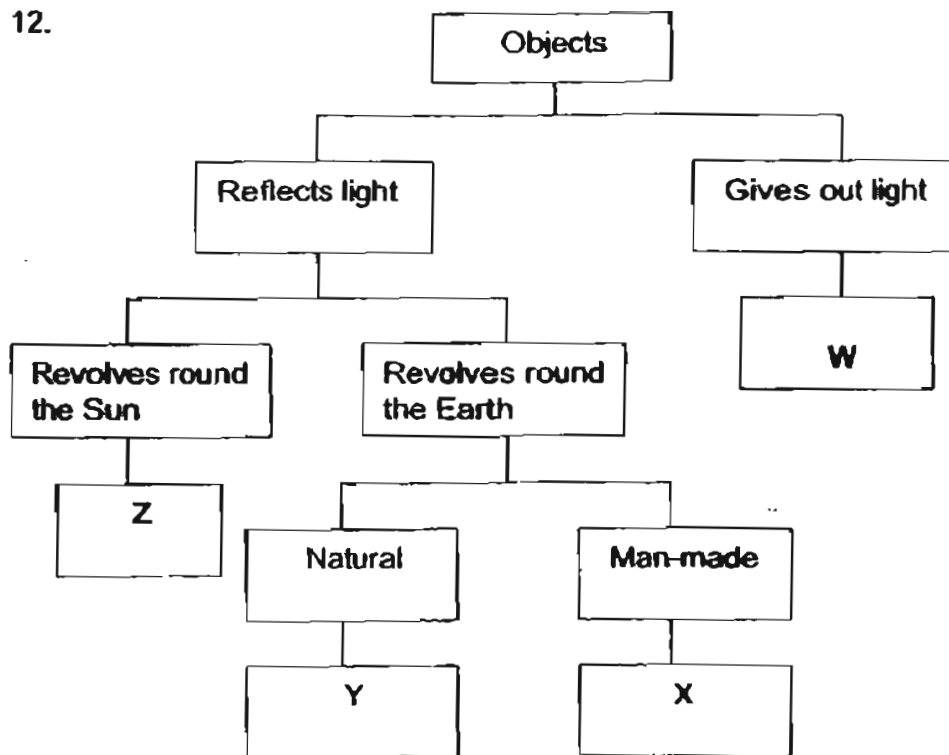 12.
Objects
Reflects light
Gives out light
Revolves round
the Sun
Revolves round
the Earth
W
Z
Natural
Man-made
Y
X